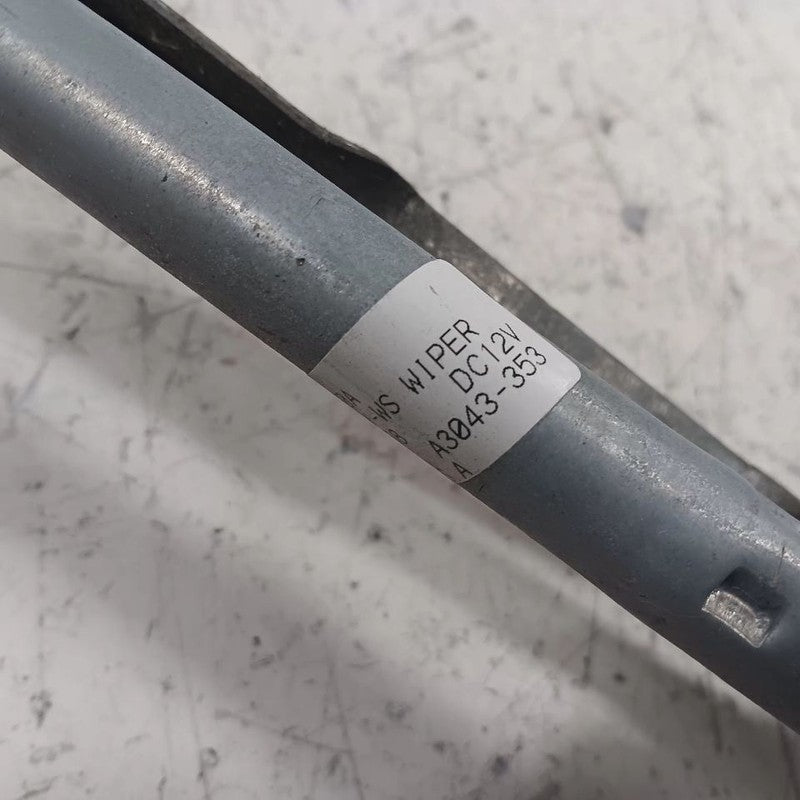 -WS WIPER
DC12V
A3043-353
A